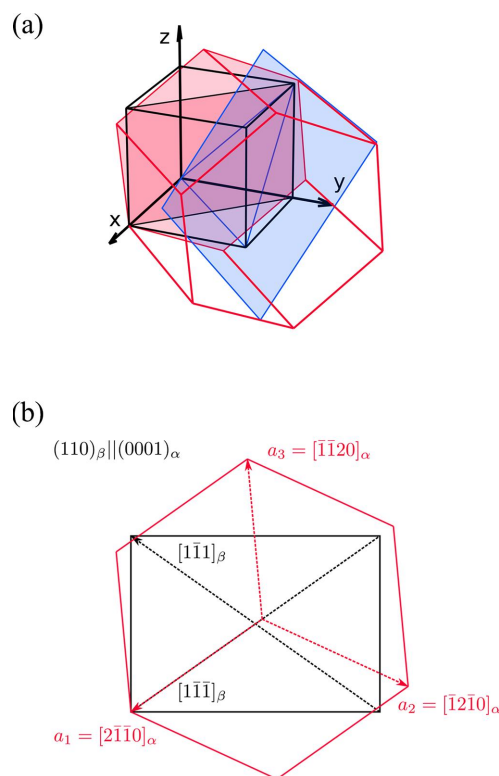 (a)
z
y
x
(b)
(110)β||(0001)α
a₃ = [1̄1̄20]α
[11̄1]β
[11̄1̄]β
a₁ = [21̄1̄0]α
a₂ = [1̄21̄0]α